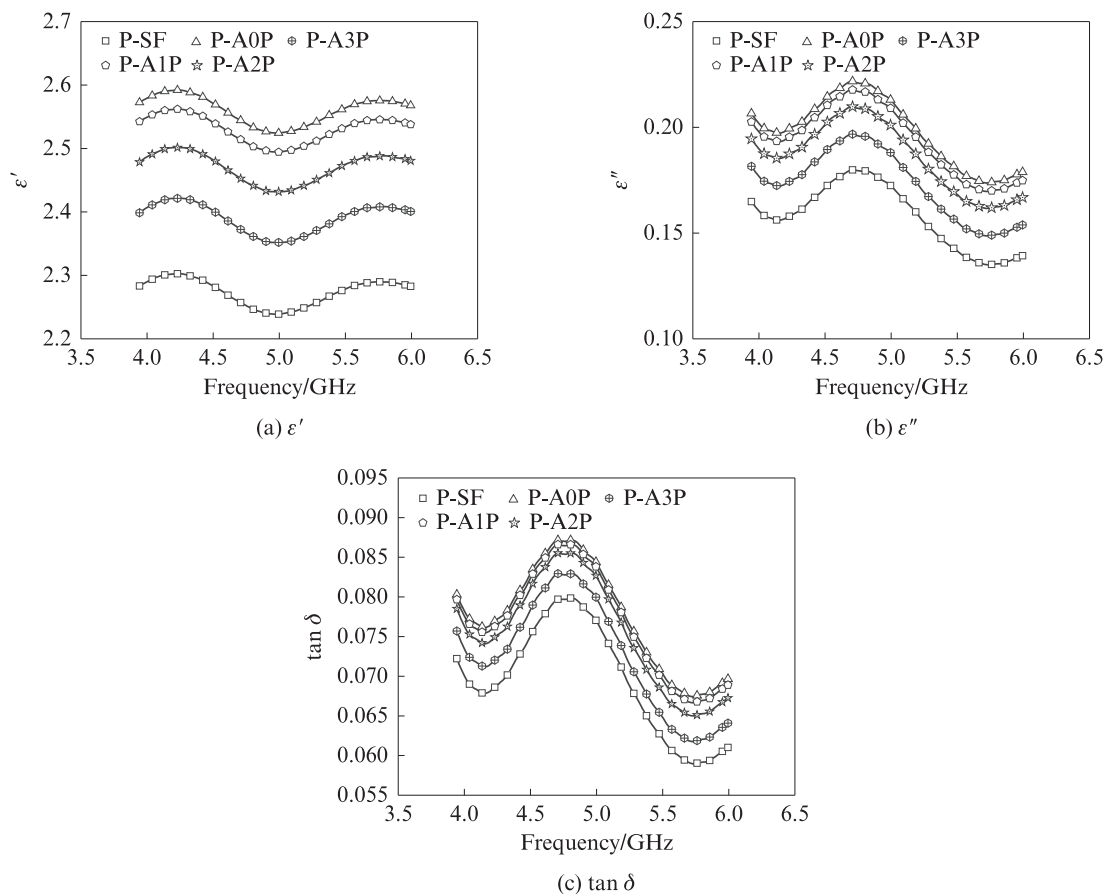 2.7
P-SF P-A0P P-A3P
P-A1P P-A2P
2.6
2.5
2.4
2.3
2.2
ε′
3.5 4.0 4.5 5.0 5.5 6.0 6.5
Frequency/GHz
(a) ε′
0.25
P-SF P-A0P P-A3P
P-A1P P-A2P
0.20
0.15
0.10
ε″
3.5 4.0 4.5 5.0 5.5 6.0 6.5
Frequency/GHz
(b) ε″
0.095
P-SF P-A0P P-A3P
P-A1P P-A2P
0.090
0.085
0.080
0.075
0.070
0.065
0.060
0.055
tan δ
3.5 4.0 4.5 5.0 5.5 6.0 6.5
Frequency/GHz
(c) tan δ